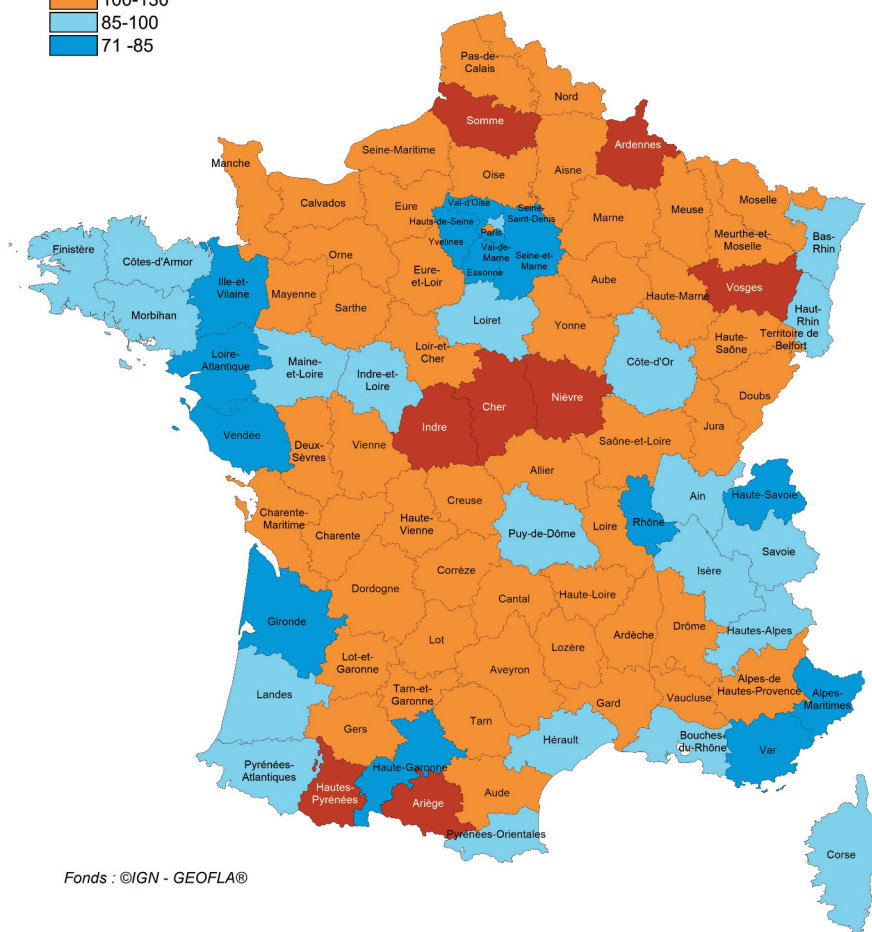 100-130
85-100
71 -85
Pas-de-
Calais
Nord
Somme
Ardennes
Seine-Maritime
Manche
Oise
Aisne
Calvados
Eure
Val-d'Oise
Hauts-de-Seine
Seine-
Saint-Denis
Paris
Yvelines
Val-de-
Marne
Seine-et-
Marne
Essonne
Marne
Meuse
Moselle
Meurthe-et-
Moselle
Bas-
Rhin
Finistère
Côtes-d'Armor
Ille-et-
Vilaine
Morbihan
Orne
Mayenne
Sarthe
Eure-
et-Loir
Aube
Haute-Marne
Vosges
Haut-
Rhin
Loiret
Yonne
Haute-
Saône
Territoire de
Belfort
Loire-
Atlantique
Maine-
et-Loire
Indre-et-
Loire
Loir-et-
Cher
Côte-d'Or
Doubs
Vendée
Deux-
Sèvres
Vienne
Indre
Cher
Nièvre
Saône-et-Loire
Jura
Allier
Charente-
Maritime
Charente
Haute-
Vienne
Creuse
Puy-de-Dôme
Loire
Rhône
Ain
Haute-Savoie
Savoie
Isère
Corrèze
Dordogne
Cantal
Haute-Loire
Gironde
Lot
Lozère
Ardèche
Drôme
Hautes-Alpes
Lot-et-
Garonne
Aveyron
Landes
Tarn-et-
Garonne
Tarn
Gard
Vaucluse
Alpes-de
Hautes-Provence
Alpes-
Maritimes
Gers
Hérault
Bouches-
du-Rhône
Var
Pyrénées-
Atlantiques
Hautes-
Pyrénées
Haute-Garonne
Ariège
Aude
Pyrénées-Orientales
Corse
Fonds : ©IGN - GEOFLA®